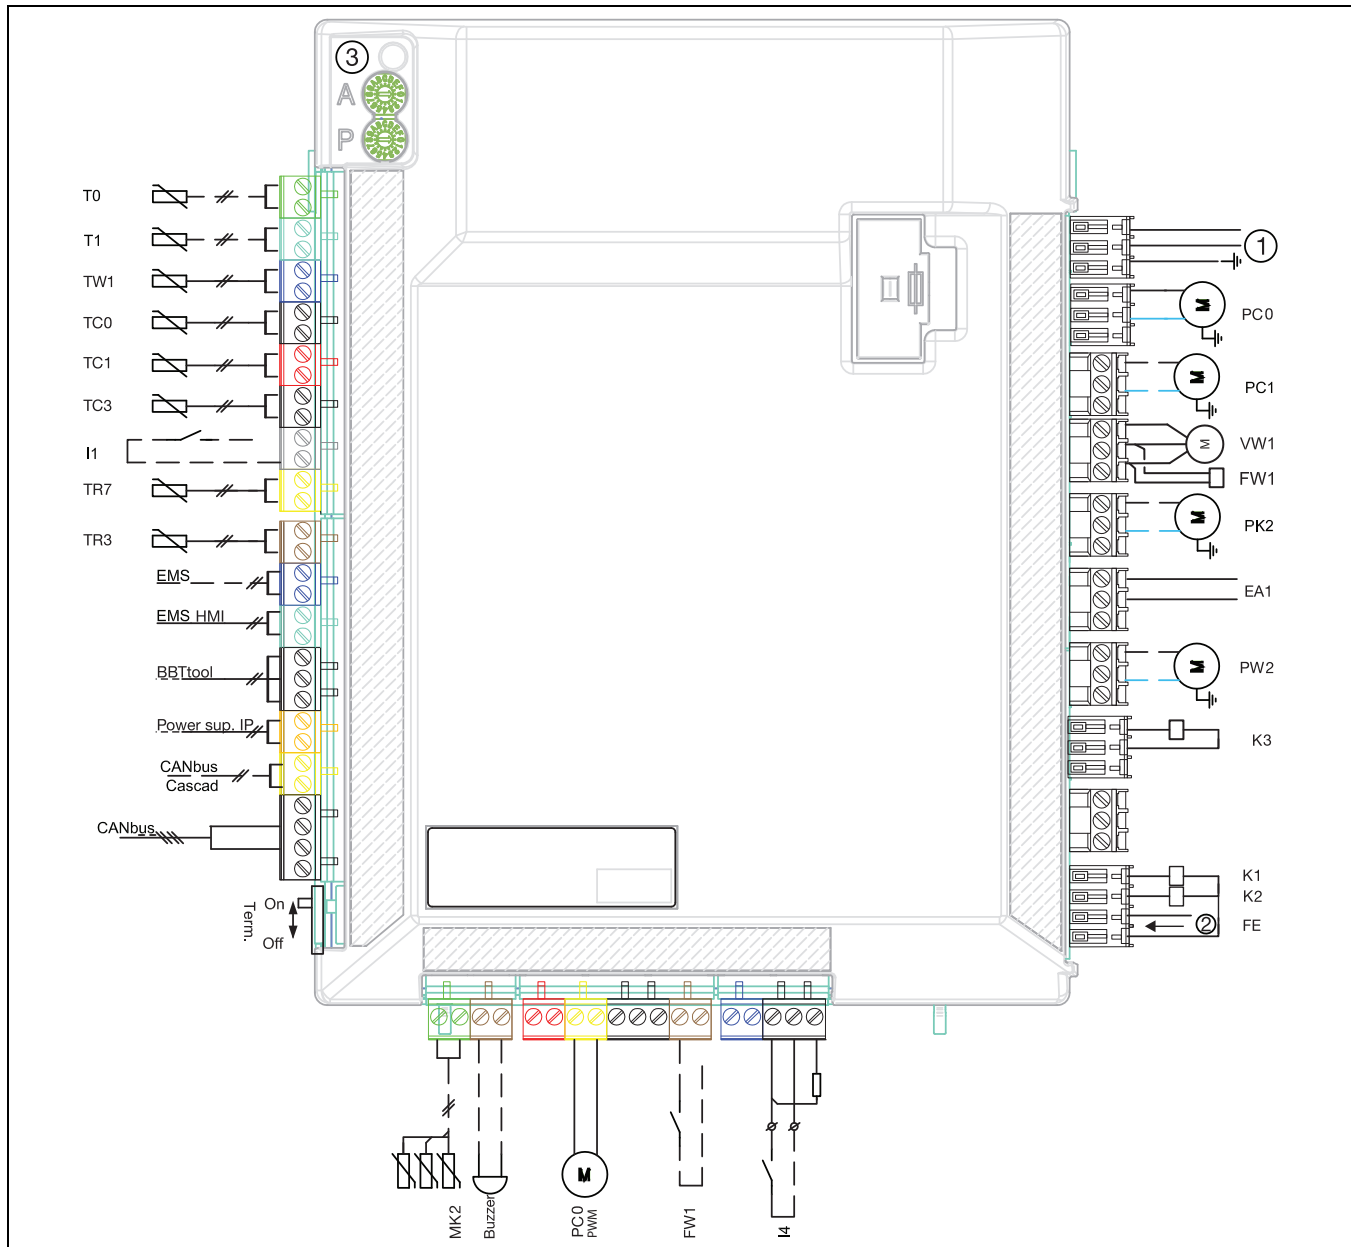 ③
A
P
T0
T1
TW1
TC0
TC1
TC3
I1
TR7
TR3
EMS
EMS HMI
BBTtool
Power sup. IP
CANbus
Cascad
CANbus
On
Off
Term.
①
M
PC0
M
PC1
M
VW1
FW1
M
PK2
EA1
M
PW2
K3
K1
K2
② FE
MK2
Buzzer
M
PC0
PWM
FW1
I4